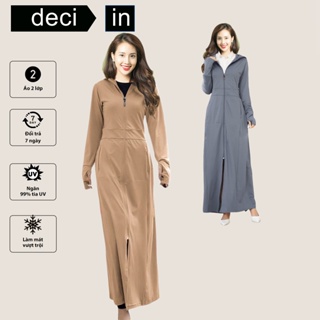 deci in
2
Áo 2 lớp
7
DAY
Đổi trả
7 ngày
UV
Ngăn
99% tia UV
Làm mát
vượt trội